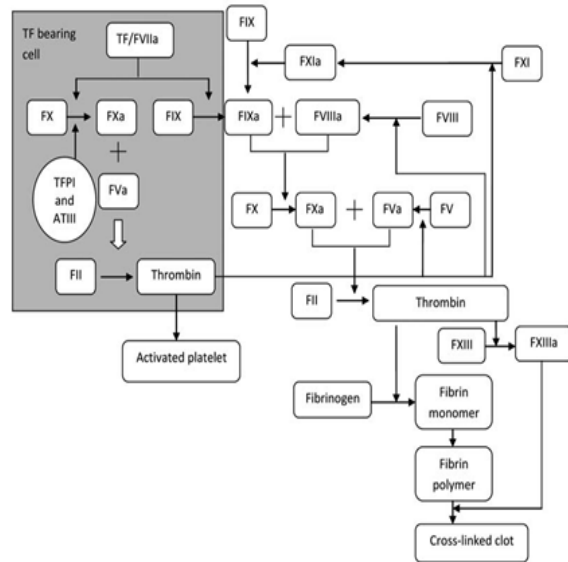 TF bearing
cell
TF/FVIIa
FIX
FXIa
FXI
FX
FXa
FIX
FIXa
+
FVIIIa
FVIII
+
TFPI
and
ATIII
FVa
FX
FXa
+
FVa
FV
FII
Thrombin
FII
Thrombin
Activated platelet
FXIII
FXIIIa
Fibrinogen
Fibrin
monomer
Fibrin
polymer
Cross-linked clot